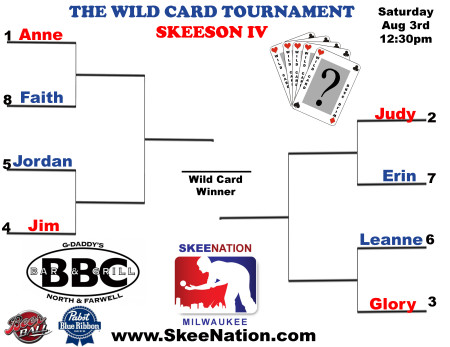 THE WILD CARD TOURNAMENT
SKEESON IV
Saturday
Aug 3rd
12:30pm
1 Anne
8 Faith
5 Jordan
4 Jim
?
Judy 2
Erin 7
Leanne 6
Glory 3
Wild Card
Winner
G-DADDY'S
BBC
BAR & GRILL
NORTH & FARWELL
SKEENATION
MILWAUKEE
Beer
BALL
Pabst
Blue Ribbon
www.SkeeNation.com